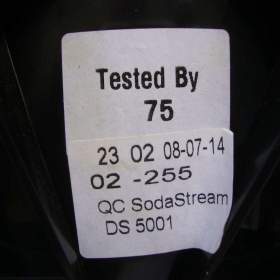 Tested By
75
23 02 08-07-14
02 -255
QC SodaStream
DS 5001